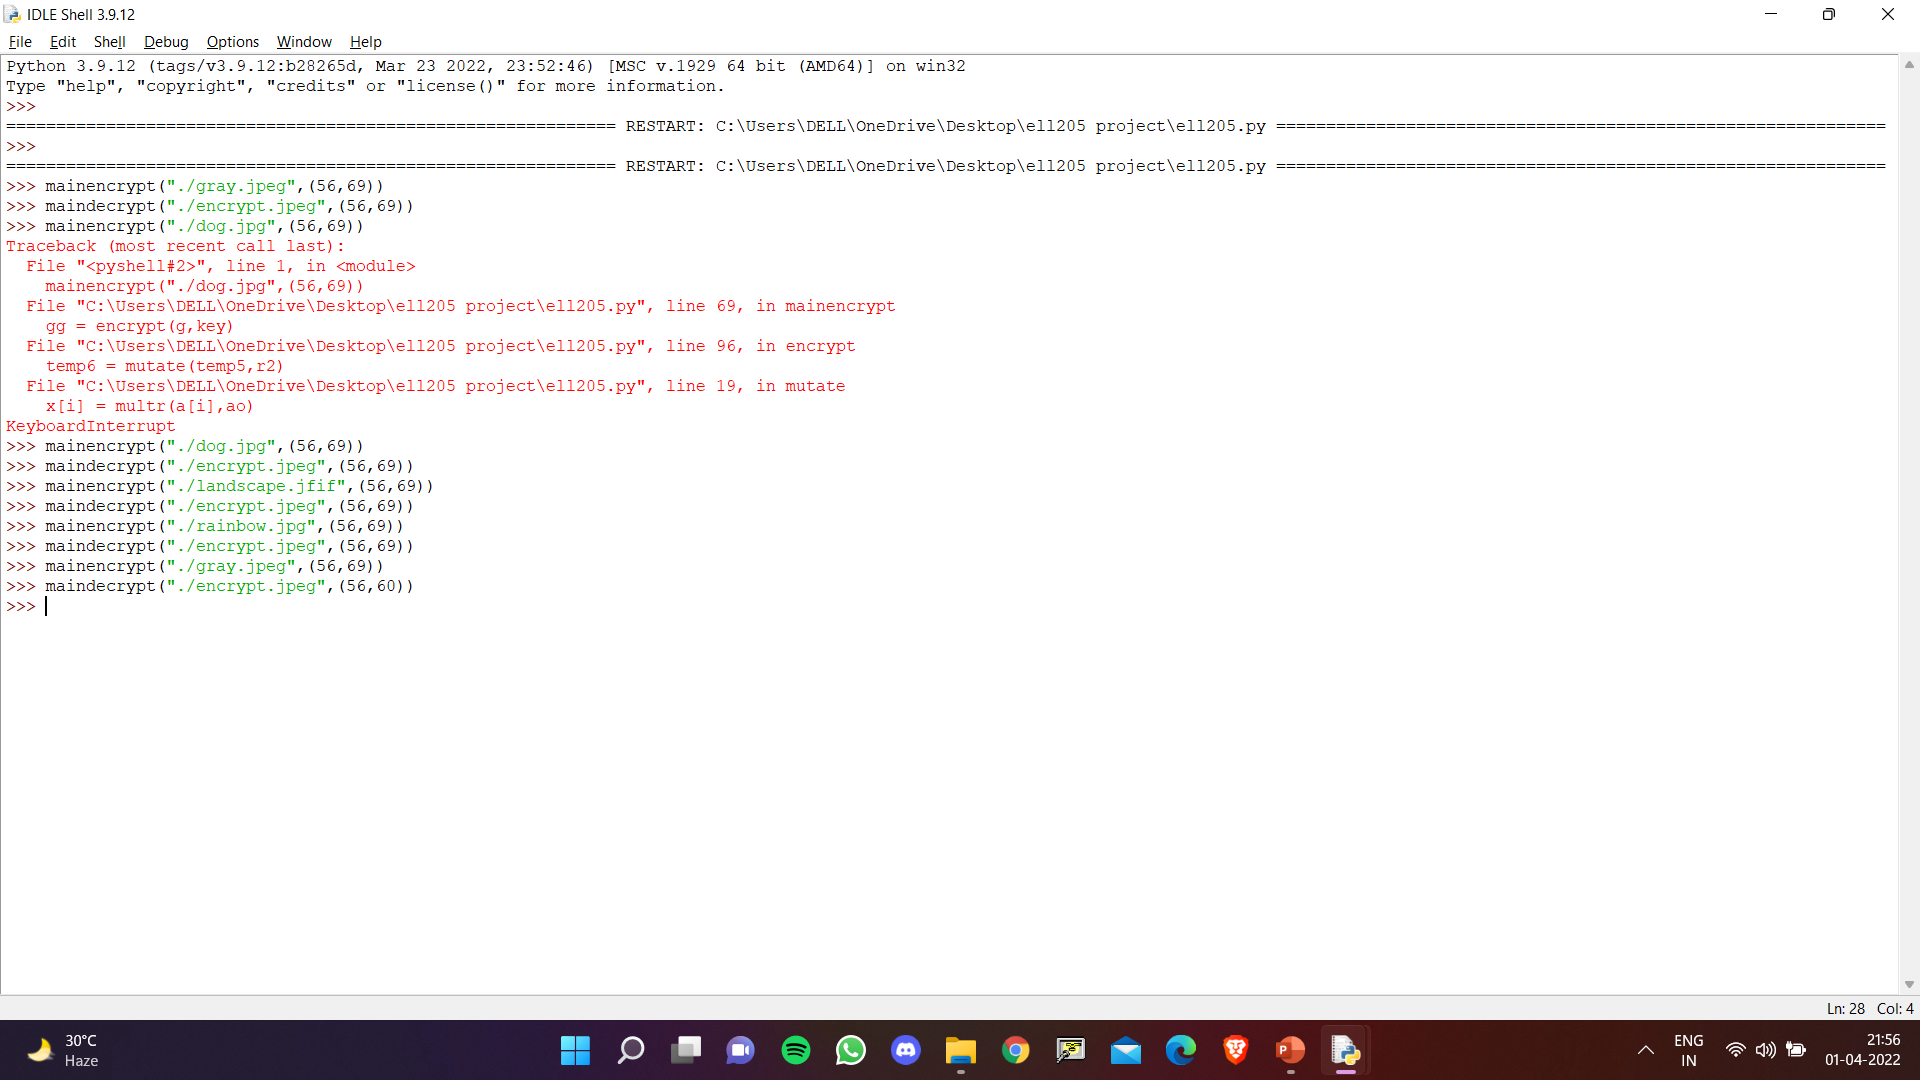 IDLE Shell 3.9.12
File Edit Shell Debug Options Window Help
Python 3.9.12 (tags/v3.9.12:b28265d, Mar 23 2022, 23:52:46) [MSC v.1929 64 bit (AMD64)] on win32
Type "help", "copyright", "credits" or "license()" for more information.
>>>
============================================================= RESTART: C:\Users\DELL\OneDrive\Desktop\ell205 project\ell205.py =============================================================
>>>
============================================================= RESTART: C:\Users\DELL\OneDrive\Desktop\ell205 project\ell205.py =============================================================
>>> mainencrypt("./gray.jpeg",(56,69))
>>> maindecrypt("./encrypt.jpeg",(56,69))
>>> mainencrypt("./dog.jpg",(56,69))
Traceback (most recent call last):
  File "<pyshell#2>", line 1, in <module>
    mainencrypt("./dog.jpg",(56,69))
  File "C:\Users\DELL\OneDrive\Desktop\ell205 project\ell205.py", line 69, in mainencrypt
    gg = encrypt(g,key)
  File "C:\Users\DELL\OneDrive\Desktop\ell205 project\ell205.py", line 96, in encrypt
    temp6 = mutate(temp5,r2)
  File "C:\Users\DELL\OneDrive\Desktop\ell205 project\ell205.py", line 19, in mutate
    x[i] = multr(a[i],ao)
KeyboardInterrupt
>>> mainencrypt("./dog.jpg",(56,69))
>>> maindecrypt("./encrypt.jpeg",(56,69))
>>> mainencrypt("./landscape.jfif",(56,69))
>>> maindecrypt("./encrypt.jpeg",(56,69))
>>> mainencrypt("./rainbow.jpg",(56,69))
>>> maindecrypt("./encrypt.jpeg",(56,69))
>>> mainencrypt("./gray.jpeg",(56,69))
>>> maindecrypt("./encrypt.jpeg",(56,60))
>>>
Ln: 28 Col: 4
30°C
Haze
ENG
IN
21:56
01-04-2022